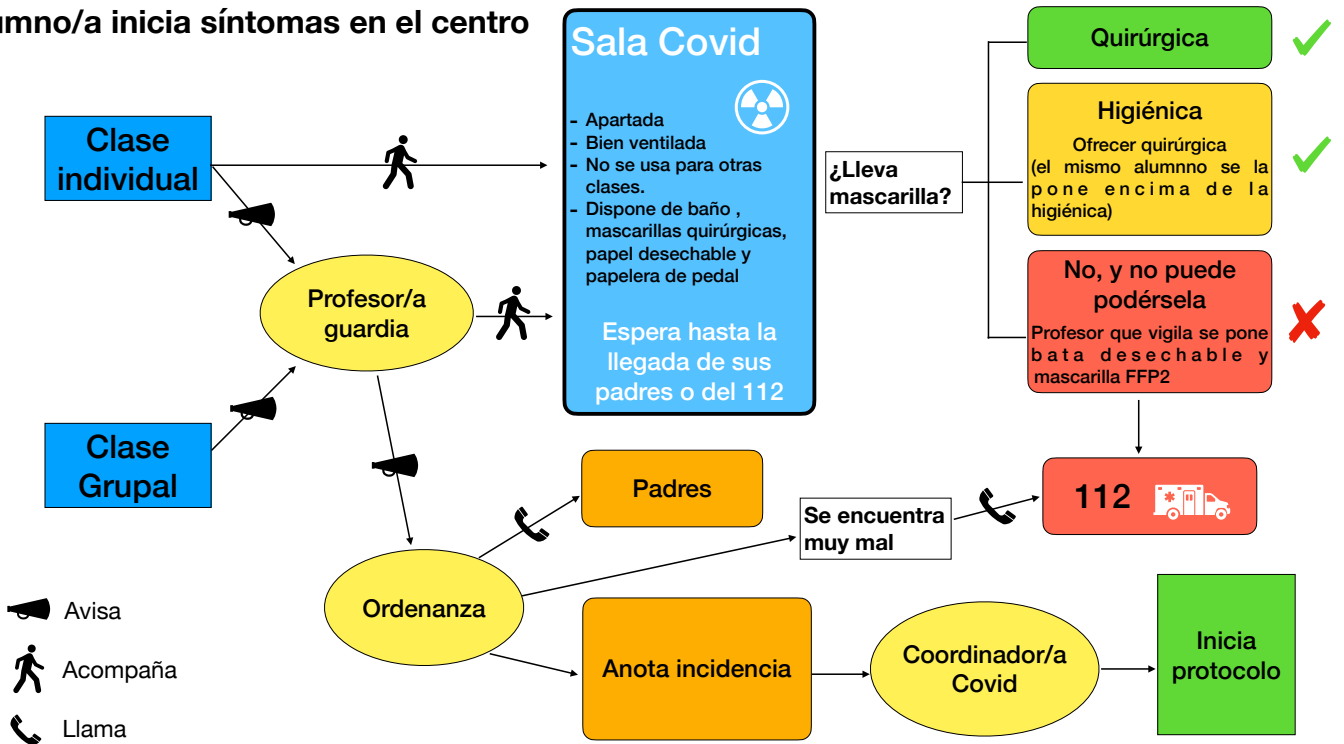 umno/a inicia síntomas en el centro
Clase
individual
Clase
Grupal
Profesor/a
guardia
Sala Covid
- Apartada
- Bien ventilada
- No se usa para otras
clases.
- Dispone de baño ,
mascarillas quirúrgicas,
papel desechable y
papelera de pedal
Espera hasta la
llegada de sus
padres o del 112
¿Lleva
mascarilla?
Quirúrgica
Higiénica
Ofrecer quirúrgica
(el mismo alumnno se la
pone encima de la
higiénica)
No, y no puede
podérsela
Profesor que vigila se pone
bata desechable y
mascarilla FFP2
112
Padres
Se encuentra
muy mal
Ordenanza
Anota incidencia
Coordinador/a
Covid
Inicia
protocolo
Avisa
Acompaña
Llama